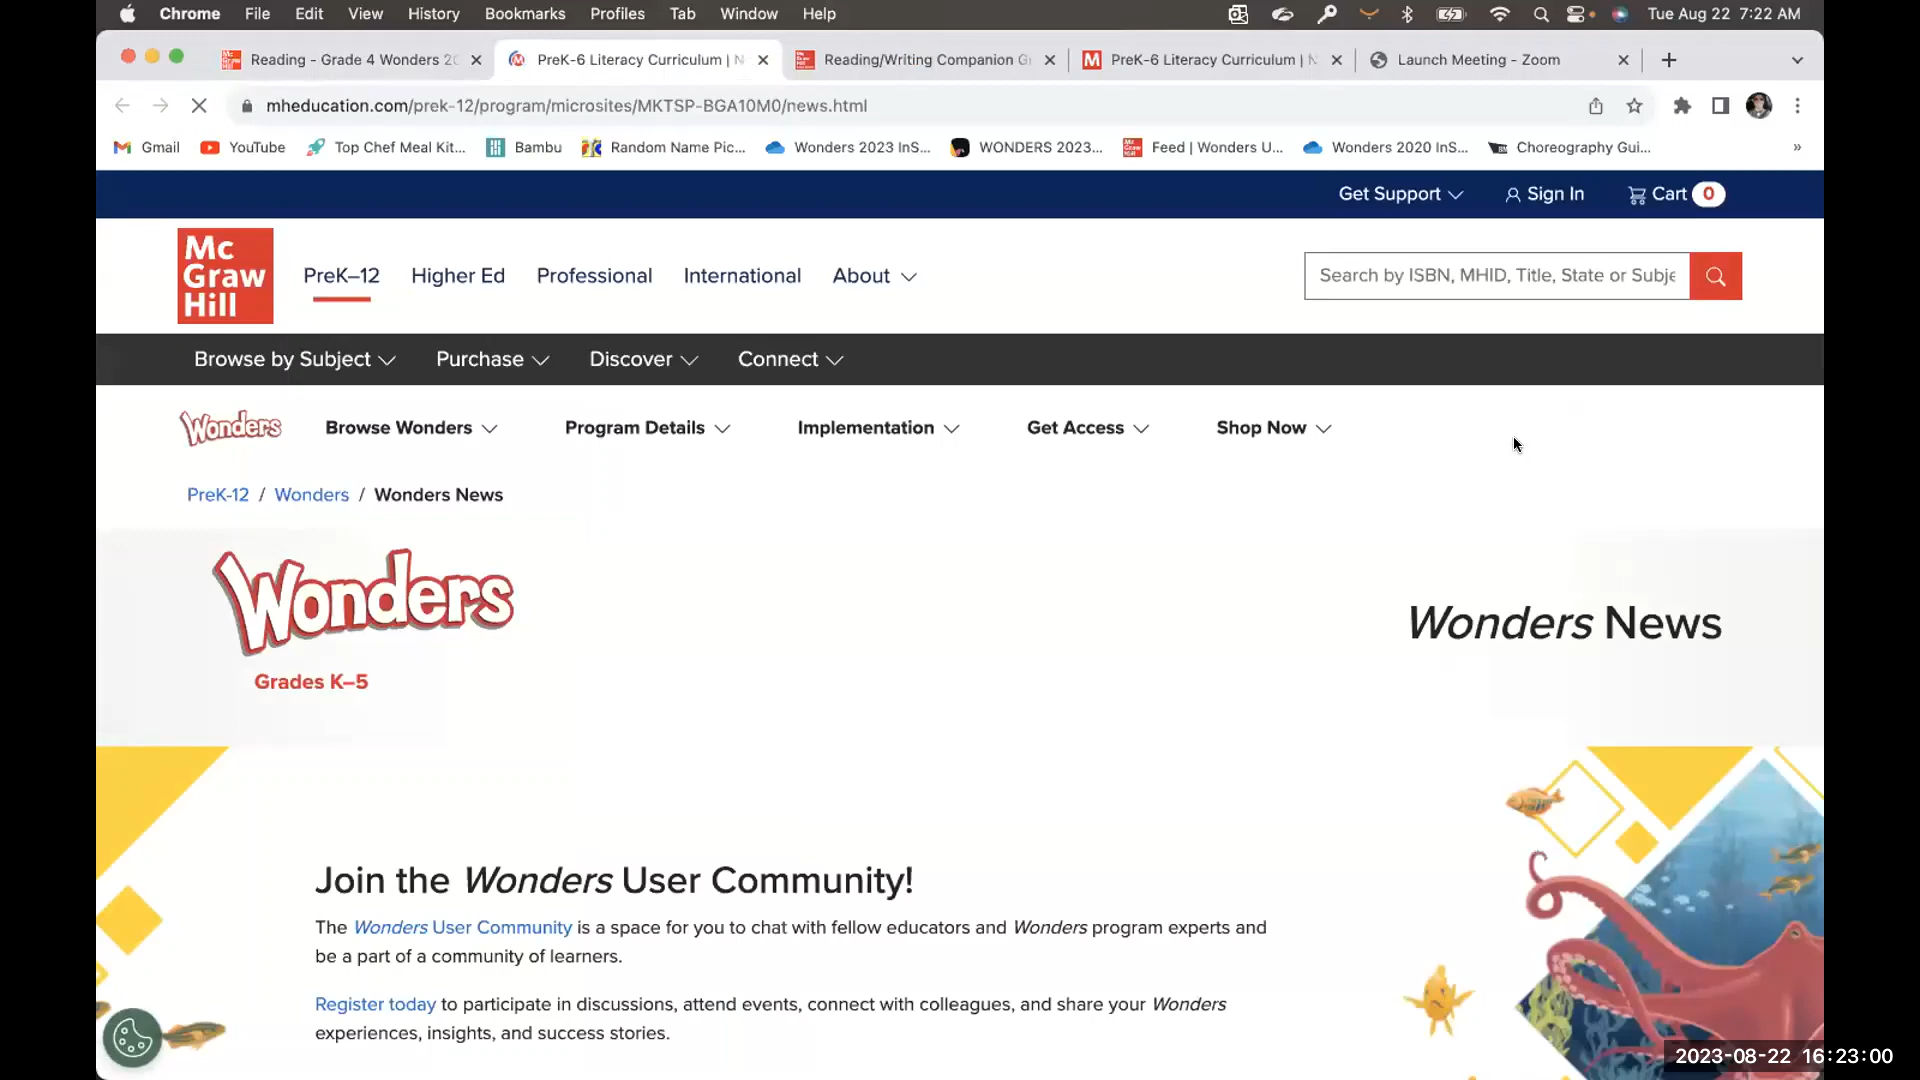 Chrome File Edit View History Bookmarks Profiles Tab Window Help Tue Aug 22 7:22 AM
Reading - Grade 4 Wonders 20 PreK-6 Literacy Curriculum | N Reading/Writing Companion Gr PreK-6 Literacy Curriculum | N Launch Meeting - Zoom
mheducation.com/prek-12/program/microsites/MKTSP-BGA10M0/news.html
Gmail YouTube Top Chef Meal Kit... Bambu Random Name Pic... Wonders 2023 InS... WONDERS 2023... Feed | Wonders U... Wonders 2020 InS... Choreography Gui... »
Get Support Sign In Cart 0
Mc
Graw
Hill
PreK–12 Higher Ed Professional International About
Search by ISBN, MHID, Title, State or Subje
Browse by Subject Purchase Discover Connect
Wonders Browse Wonders Program Details Implementation Get Access Shop Now
PreK-12 / Wonders / Wonders News
Wonders
Grades K–5
Wonders News
Join the Wonders User Community!
The Wonders User Community is a space for you to chat with fellow educators and Wonders program experts and
be a part of a community of learners.
Register today to participate in discussions, attend events, connect with colleagues, and share your Wonders
experiences, insights, and success stories.
2023-08-22 16:23:00